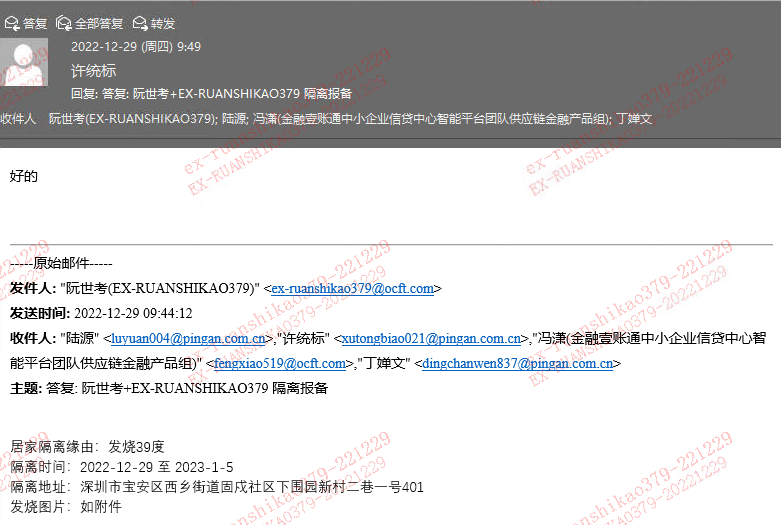 答复 全部答复 转发
2022-12-29 (周四) 9:49
许统标
回复: 答复: 阮世考+EX-RUANSHIKAO379 隔离报备
收件人 阮世考(EX-RUANSHIKAO379); 陆源; 冯潇(金融壹账通中小企业信贷中心智能平台团队供应链金融产品组); 丁婵文
好的
-----原始邮件-----
发件人: "阮世考(EX-RUANSHIKAO379)" <ex-ruanshikao379@ocft.com>
发送时间: 2022-12-29 09:44:12
收件人: "陆源" <luyuan004@pingan.com.cn>,"许统标" <xutongbiao021@pingan.com.cn>,"冯潇(金融壹账通中小企业信贷中心智
能平台团队供应链金融产品组)" <fengxiao519@ocft.com>,"丁婵文" <dingchanwen837@pingan.com.cn>
主题: 答复: 阮世考+EX-RUANSHIKAO379 隔离报备
居家隔离缘由：发烧39度
隔离时间：2022-12-29 至 2023-1-5
隔离地址：深圳市宝安区西乡街道固戍社区下围园新村二巷一号401
发烧图片：如附件
ex-ruanshikao379-221229
EX-RUANSHIKAO379-20221229